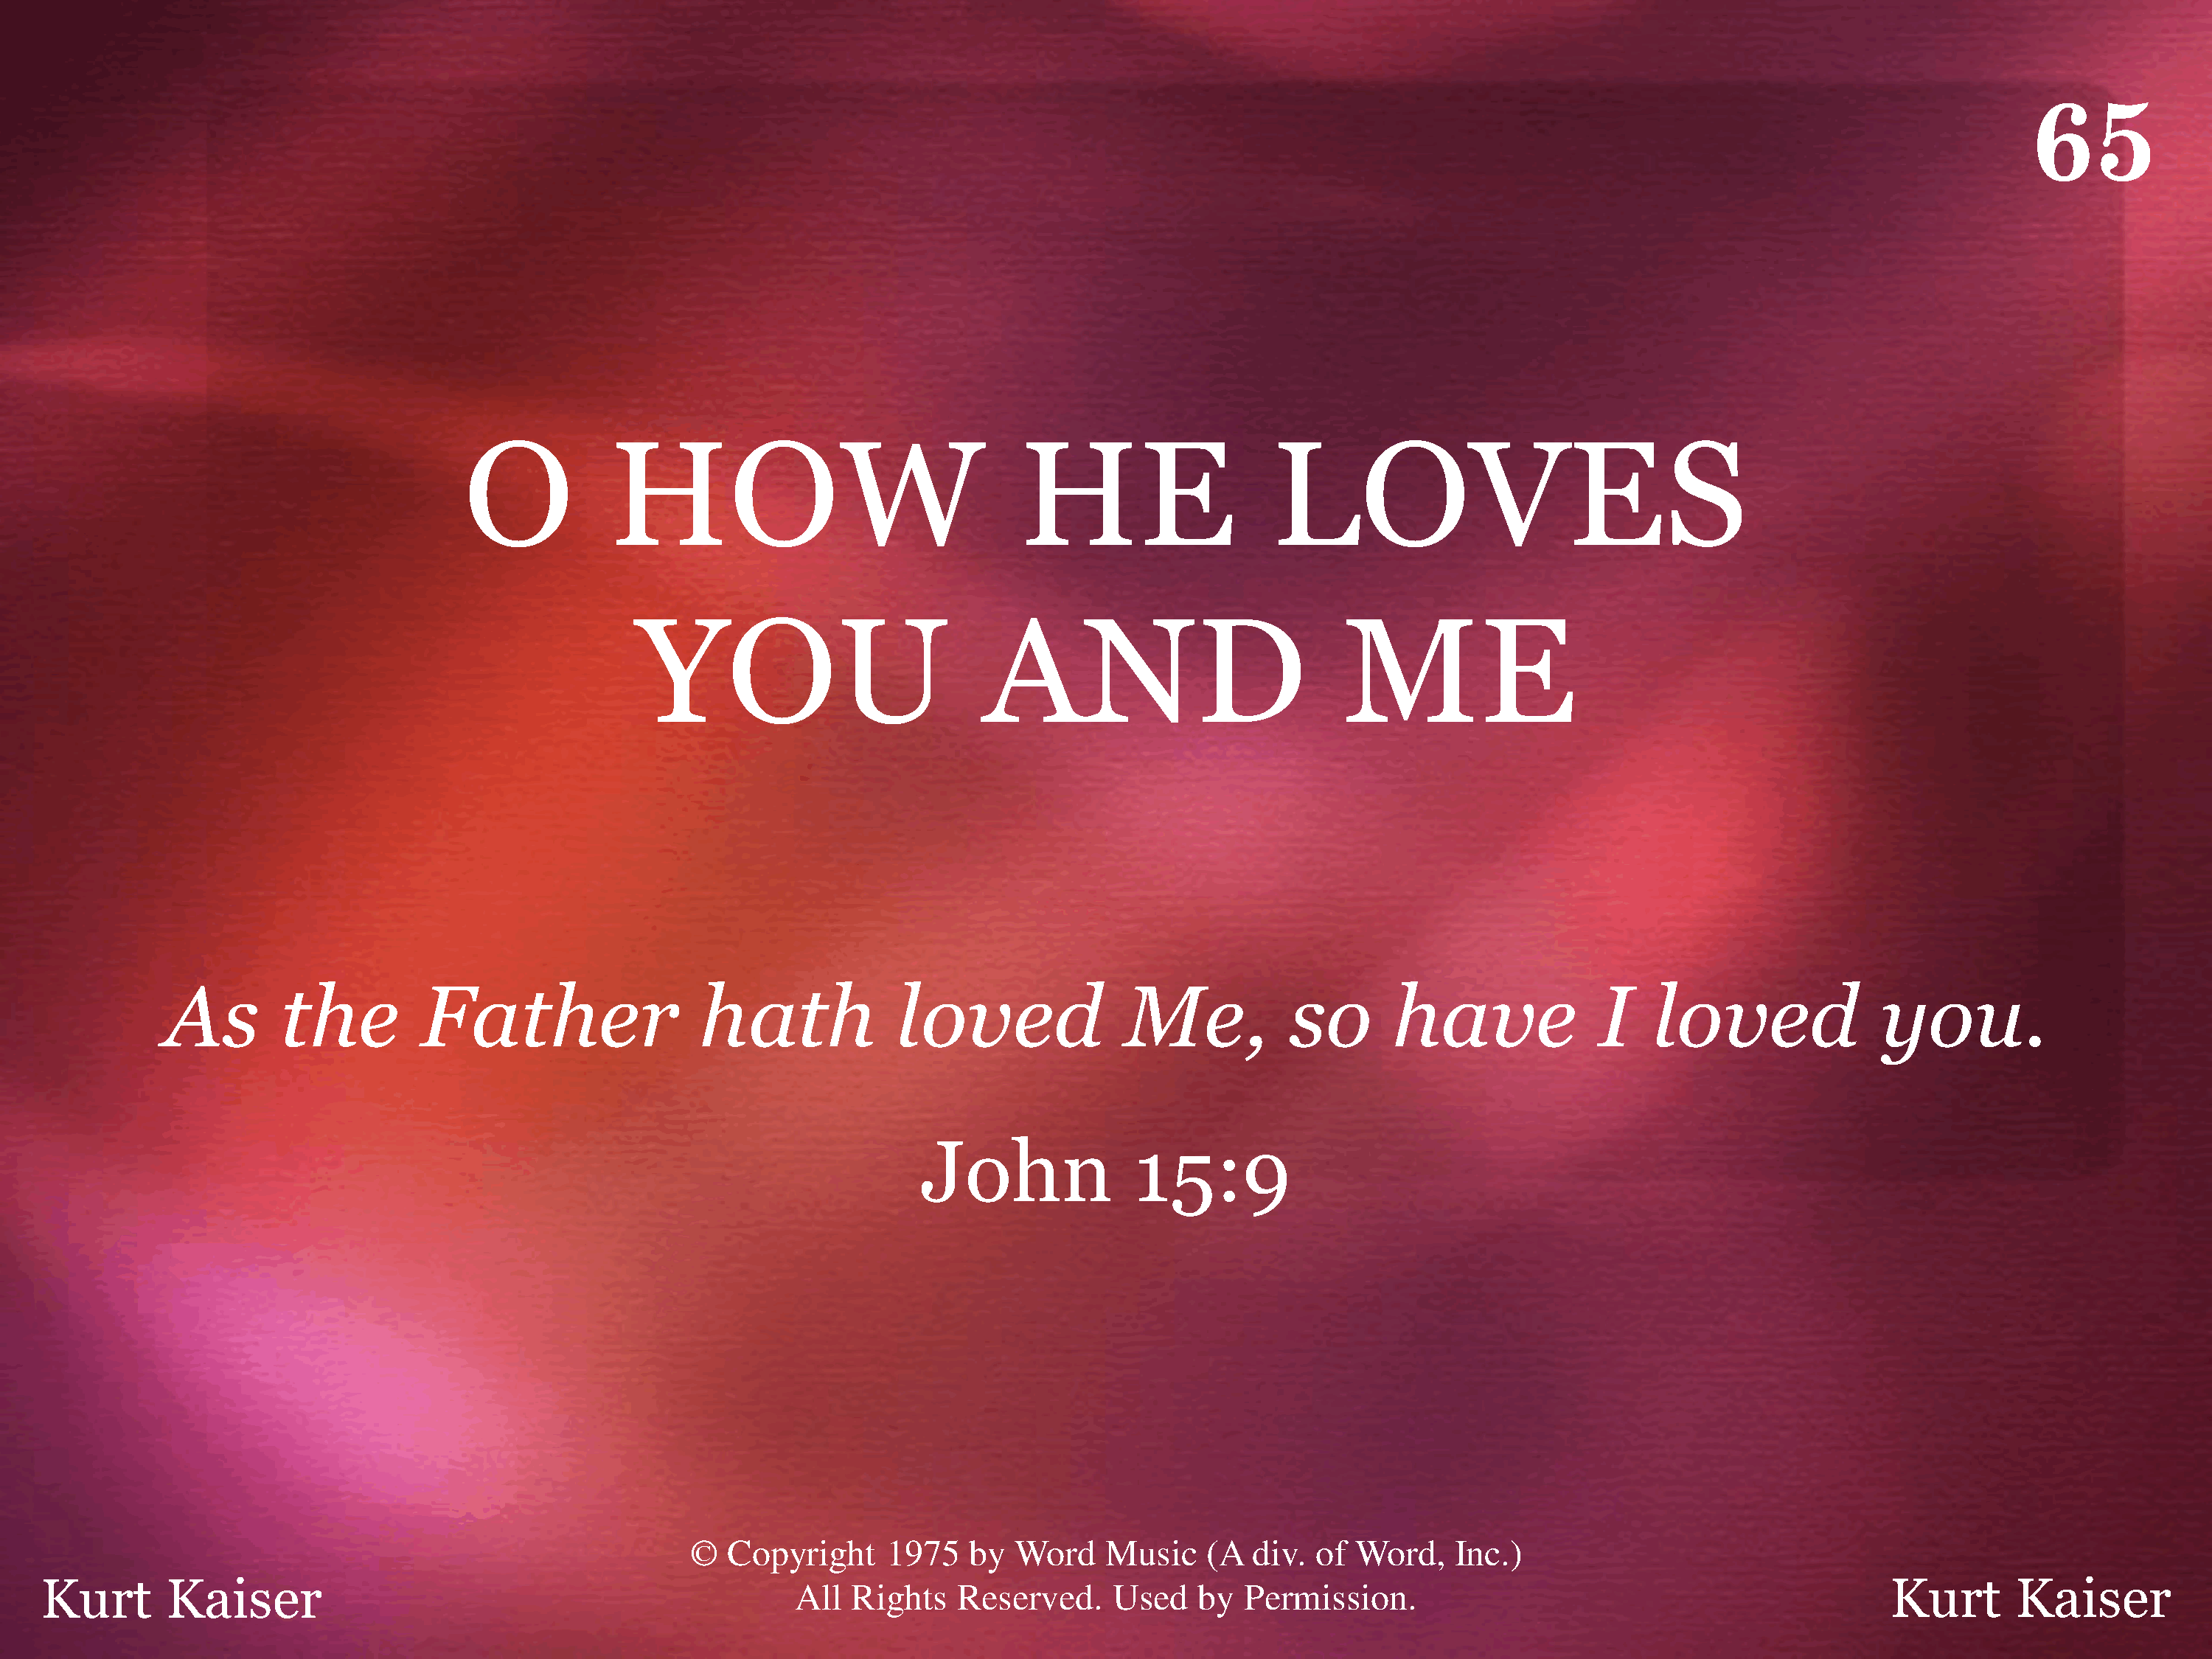 65
O HOW HE LOVES
YOU AND ME
As the Father hath loved Me, so have I loved you.
John 15:9
© Copyright 1975 by Word Music (A div. of Word, Inc.)
All Rights Reserved. Used by Permission.
Kurt Kaiser
Kurt Kaiser